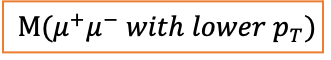 M(μ⁺μ⁻ with lower p_T)